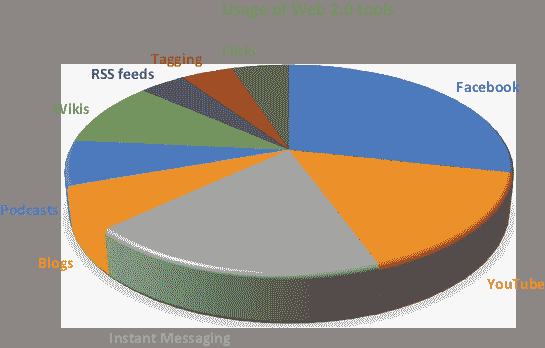 Usage of Web 2.0 tools
Flickr
Tagging
RSS feeds
Facebook
Wikis
Podcasts
Blogs
YouTube
Instant Messaging